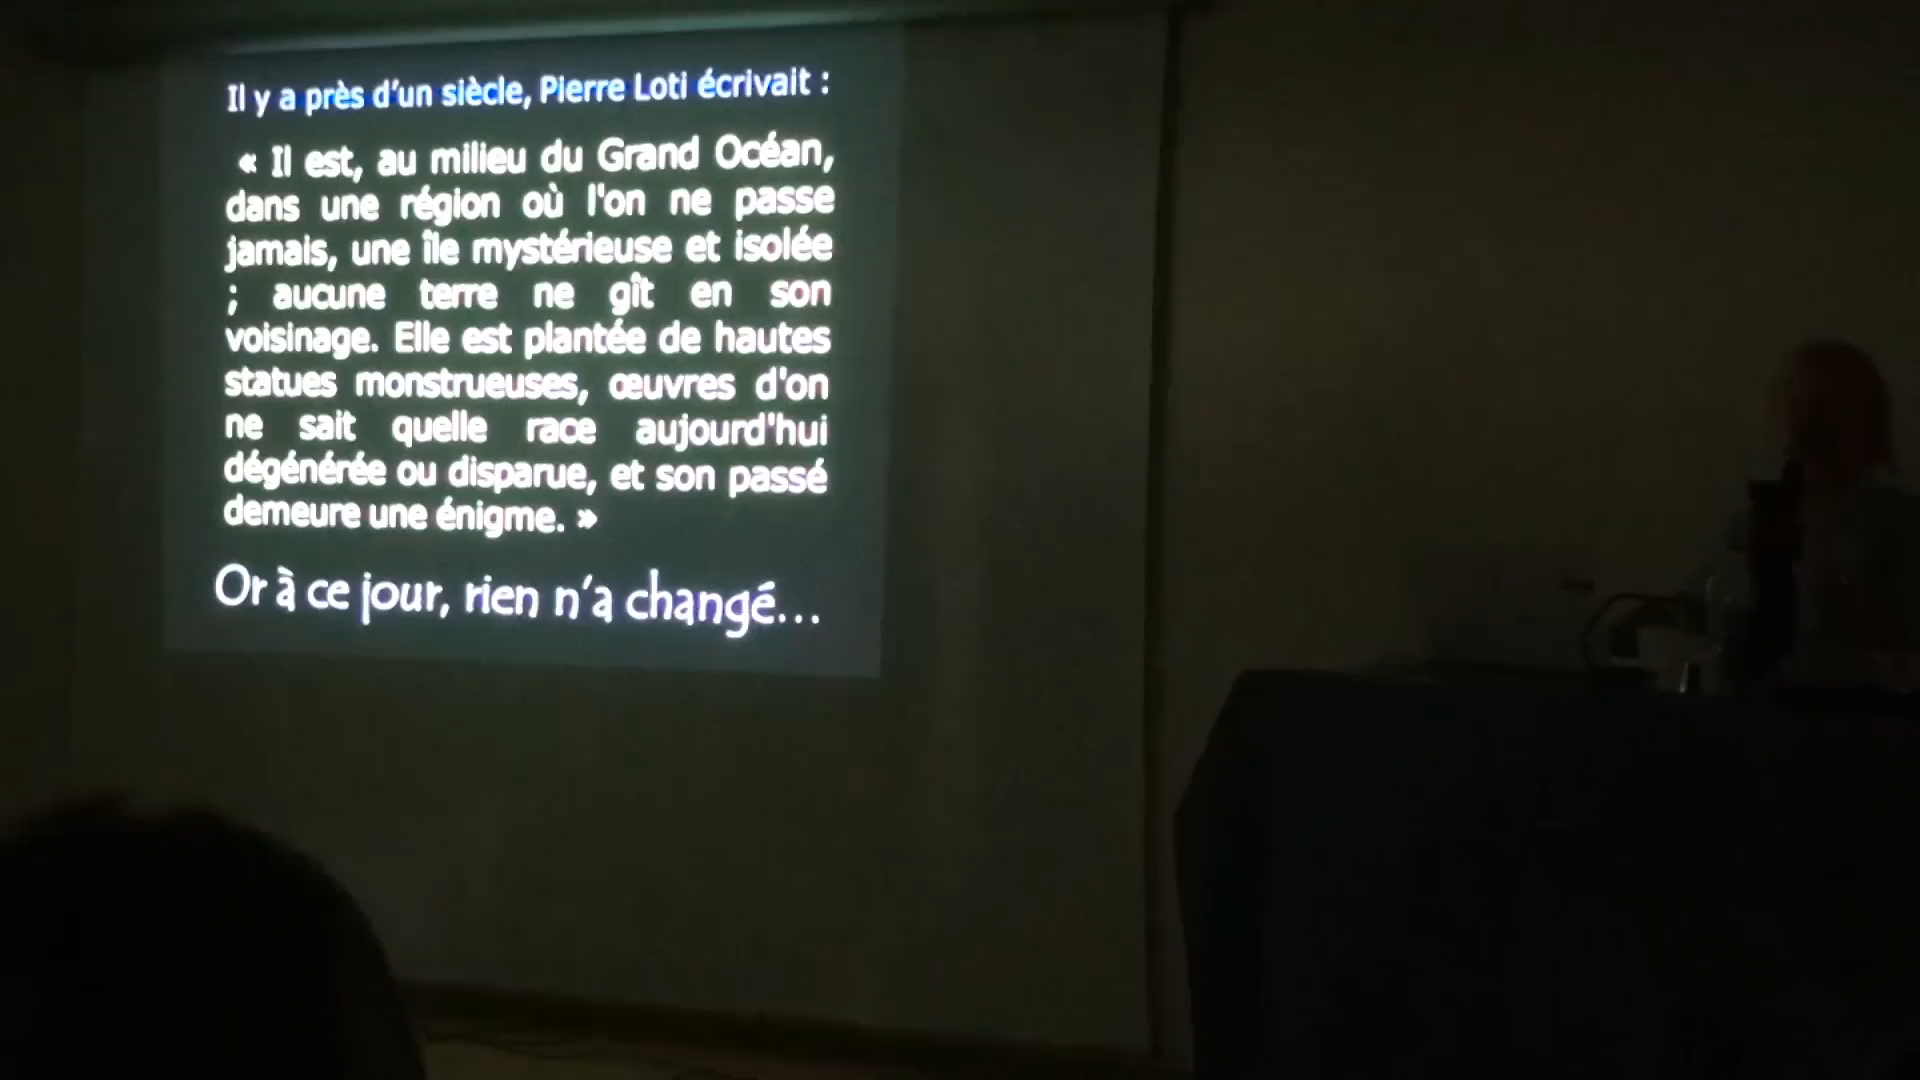 Il y a près d’un siècle, Pierre Loti écrivait :
« Il est, au milieu du Grand Océan,
dans une région où l'on ne passe
jamais, une île mystérieuse et isolée
; aucune terre ne gît en son
voisinage. Elle est plantée de hautes
statues monstrueuses, œuvres d'on
ne sait quelle race aujourd'hui
dégénérée ou disparue, et son passé
demeure une énigme. »
Or à ce jour, rien n’a changé...